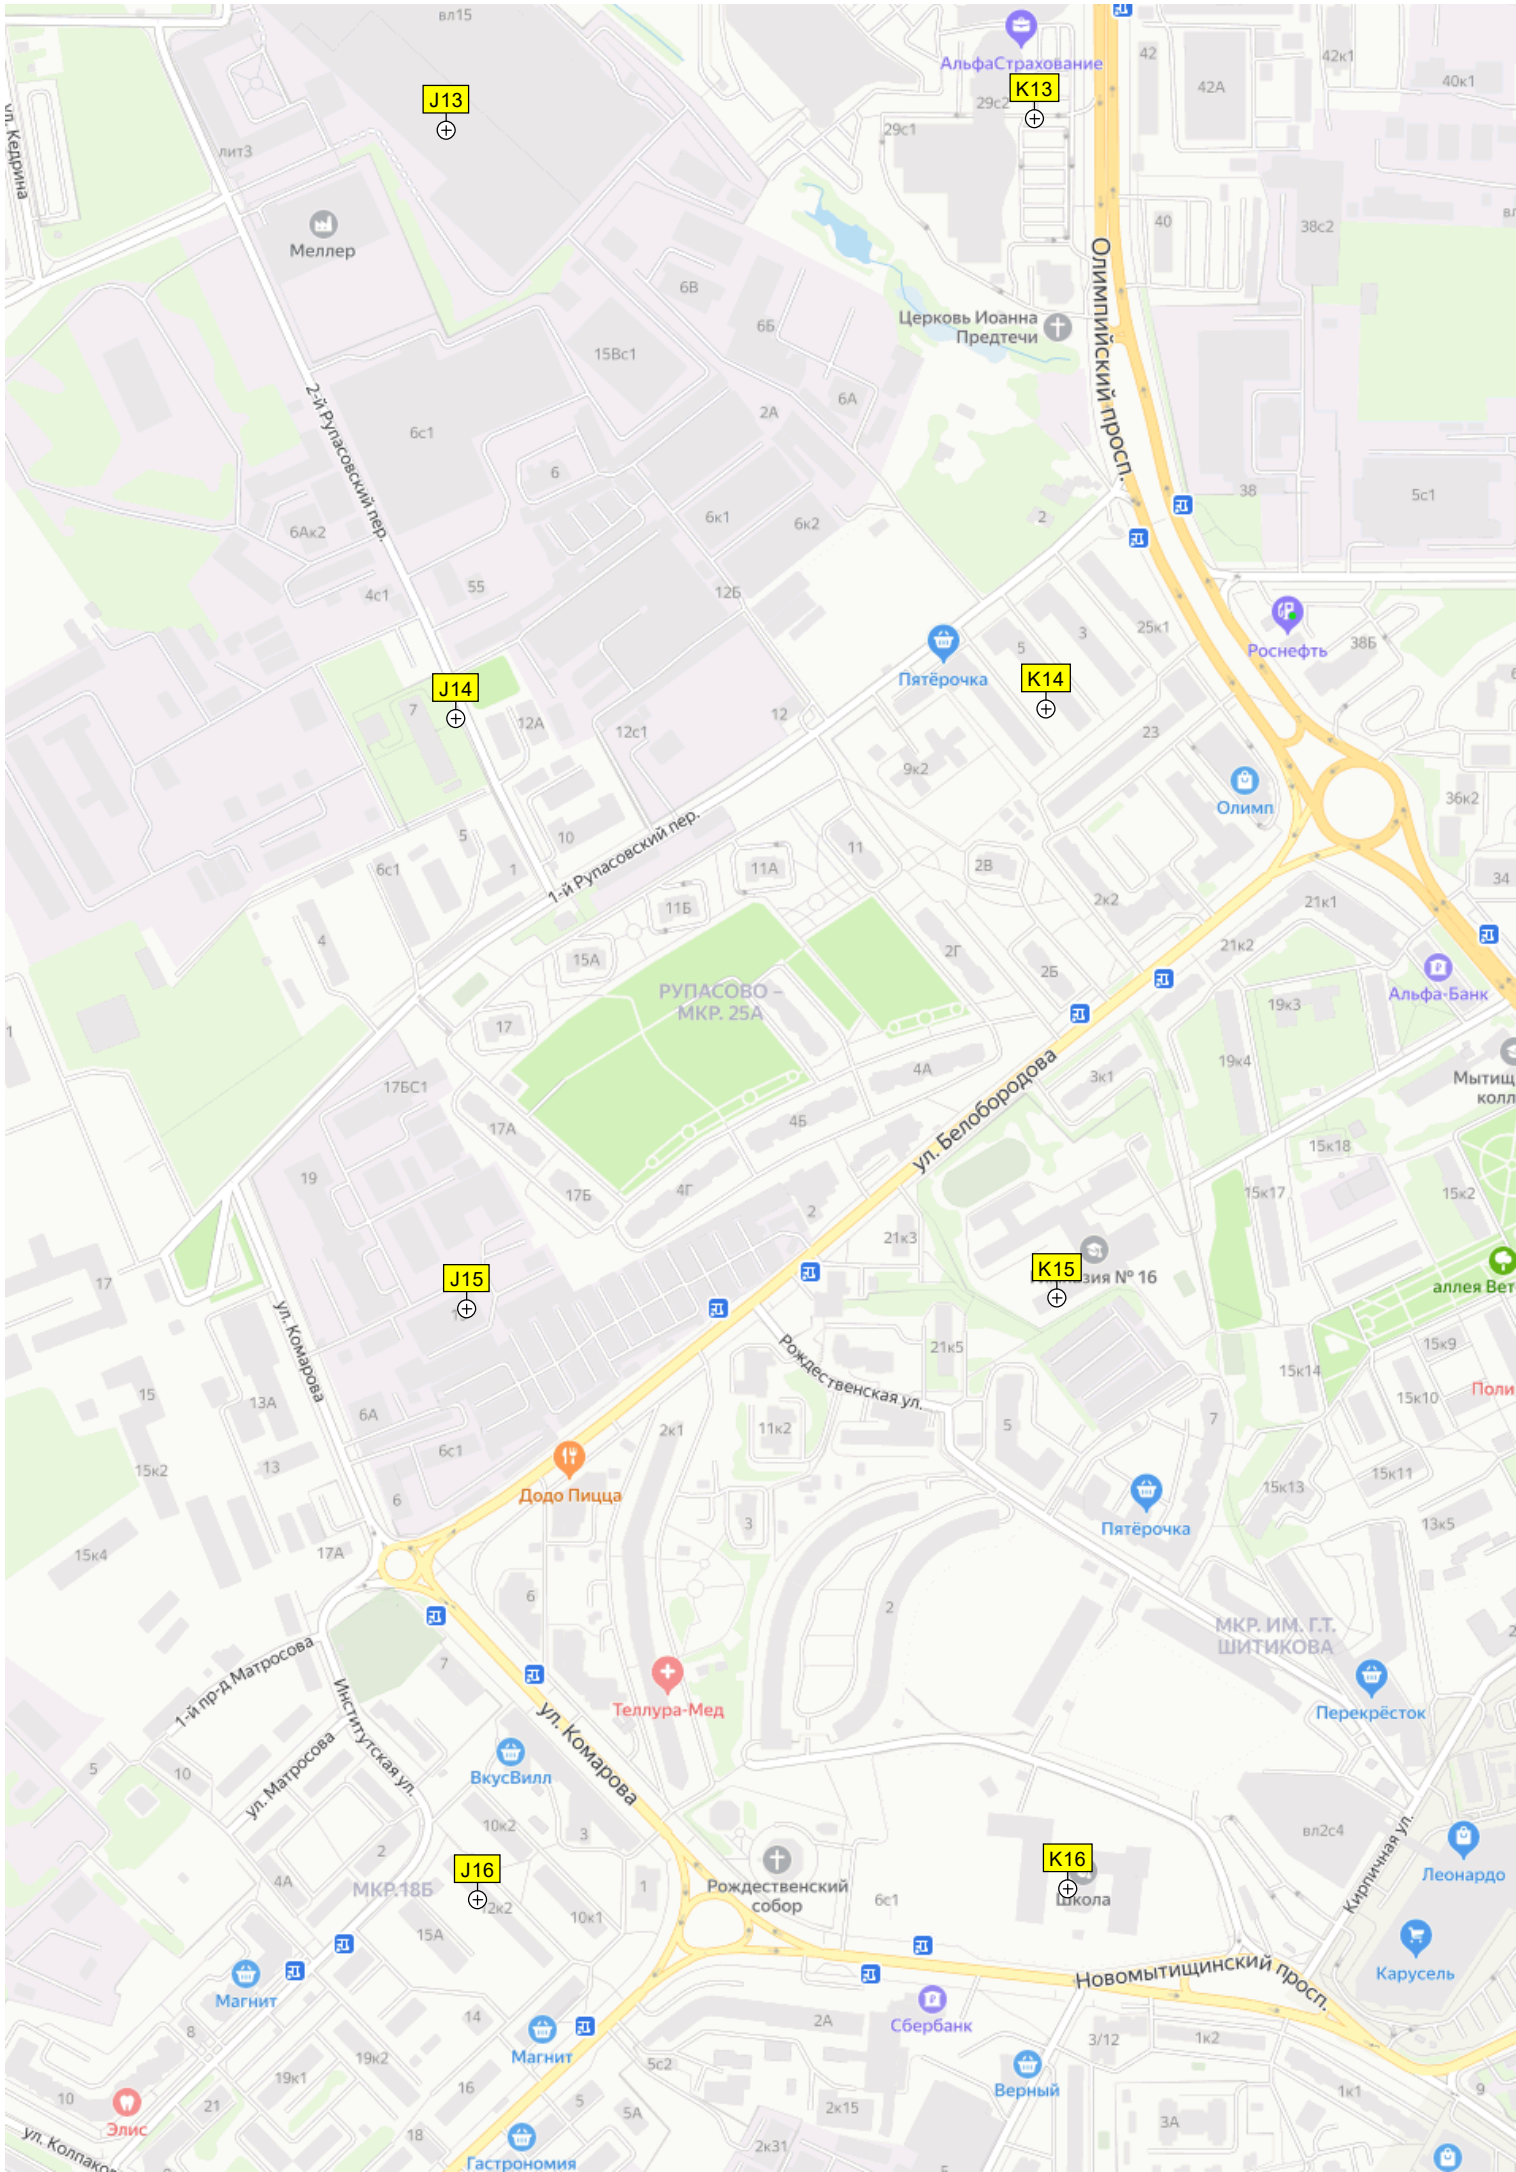 вл15
АльфаСтрахование
42
42к1
42А
40к1
J13
K13
29с2
29с1
ул. Кедрина
лит3
Меллер
40
38с2
6В
6Б
15Вс1
Церковь Иоанна
Предтечи
Олимпийский просп.
6А
2А
2-й Рупасовский пер.
6с1
6
38
5с1
6к1
6к2
2
6Ак2
55
4с1
12Б
Роснефть
38Б
25к1
3
5
Пятёрочка
K14
J14
7
12А
12с1
12
23
9к2
Олимп
36к2
1-й Рупасовский пер.
10
5
1
6с1
11
11А
2В
34
11Б
2к2
21к1
4
15А
2Г
2Б
21к2
РУПАСОВО –
МКР. 25А
Альфа-Банк
19к3
17
4А
3к1
19к4
17БС1
ул. Белобородова
17А
4Б
15к18
19
17Б
4Г
2
15к17
15к2
21к3
J15
K15
№ 16
17
аллея Вет
ул. Комарова
Рождественская ул.
21к5
15к9
15к14
15
13А
6А
6с1
2к1
11к2
5
7
15к10
15к2
13
6
Додо Пицца
3
Пятёрочка
15к13
15к11
13к5
15к4
17А
6
2
МКР. ИМ. Г.Т.
ШИТИКОВА
1-й пр-д Матросова
7
Теллура-Мед
Перекрёсток
Институтская ул.
ул. Матросова
ул. Комарова
ВкусВилл
5
10
10к2
3
2
вл2с4
Кирпичная ул.
Леонардо
J16
K16
Школа
4А
МКР.18Б
12к2
1
Рождественский
собор
6с1
15А
10к1
Магнит
Новомытищинский просп.
Карусель
14
2А
Сбербанк
3/12
1к2
8
Магнит
19к2
5с2
Верный
19к1
16
10
21
5
5А
2к15
3А
1к1
9
Элис
18
2к31
Гастрономия